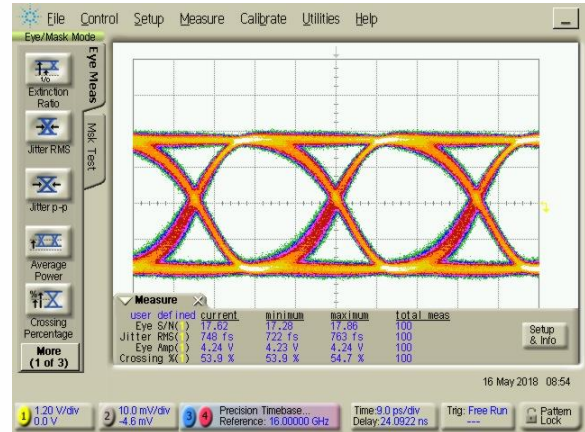 File Control Setup Measure Calibrate Utilities Help
Eye/Mask Mode
Eye Meas
Msk Test
Extinction
Ratio
Jitter RMS
Jitter p-p
Average
Power
Crossing
Percentage
More
(1 of 3)
Measure
user defined current minimum maximum total meas
Eye S/N( ) 17.62 17.28 17.86 100
Jitter RMS( ) 748 fs 722 fs 763 fs 100
Eye Amp( ) 4.24 V 4.23 V 4.24 V 100
Crossing %( ) 53.9 % 53.9 % 54.7 % 100
Setup
& Info
16 May 2018 08:54
1 1.20 V/div
0.0 V
2 10.0 mV/div
-4.6 mV
3 4 Precision Timebase...
Reference: 16.00000 GHz
Time:9.0 ps/div
Delay:24.0922 ns
Trig: Free Run
---
Pattern
Lock